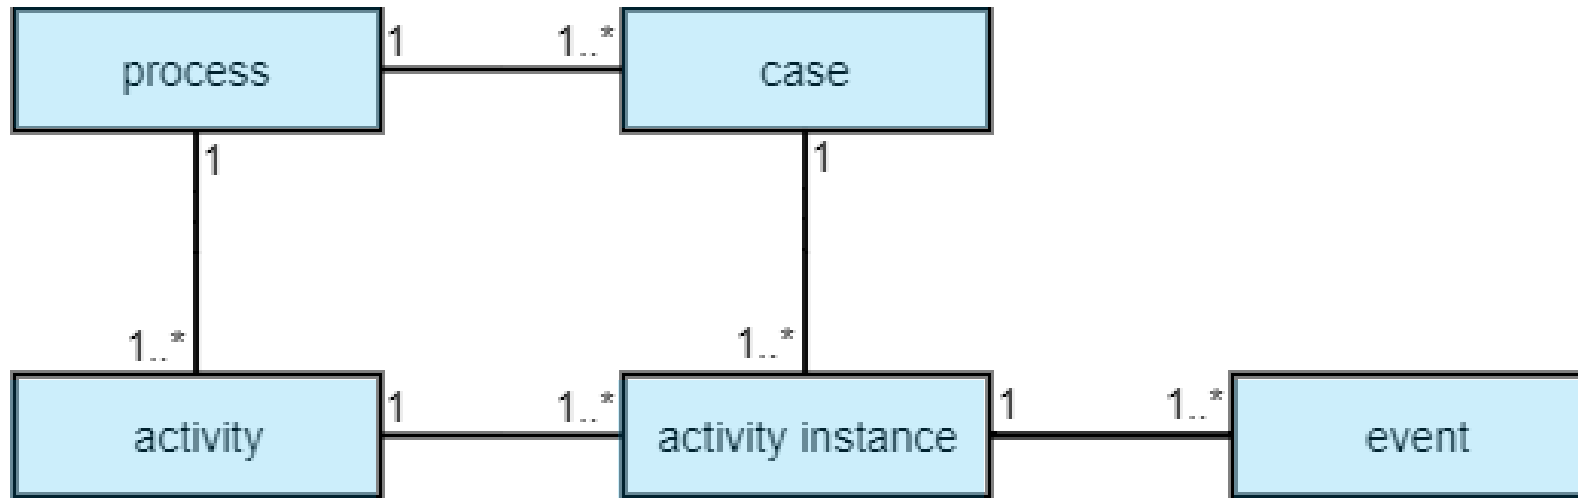 process
1
1..*
case
1
1
1..*
1..*
activity
1
1..*
activity instance
1
1..*
event